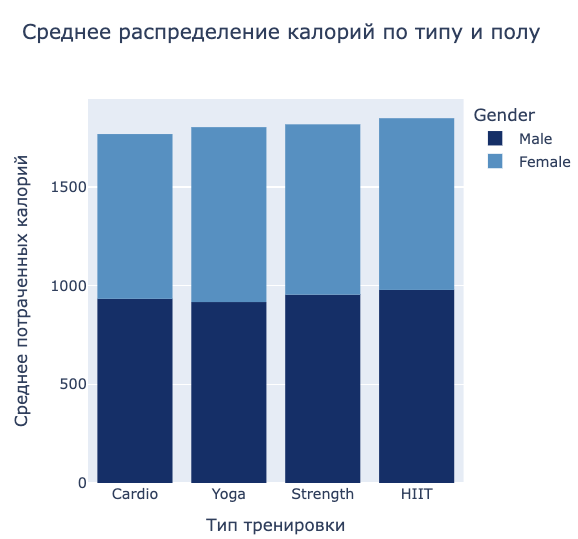 Среднее распределение калорий по типу и полу
Gender
Male
Female
Среднее потраченных калорий
1500
1000
500
0
Cardio
Yoga
Strength
HIIT
Тип тренировки